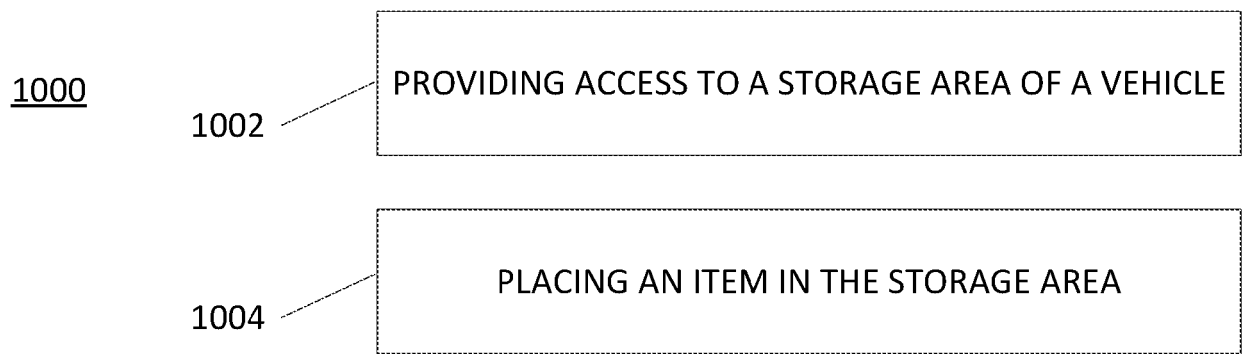 1000
PROVIDING ACCESS TO A STORAGE AREA OF A VEHICLE
1002
PLACING AN ITEM IN THE STORAGE AREA
1004